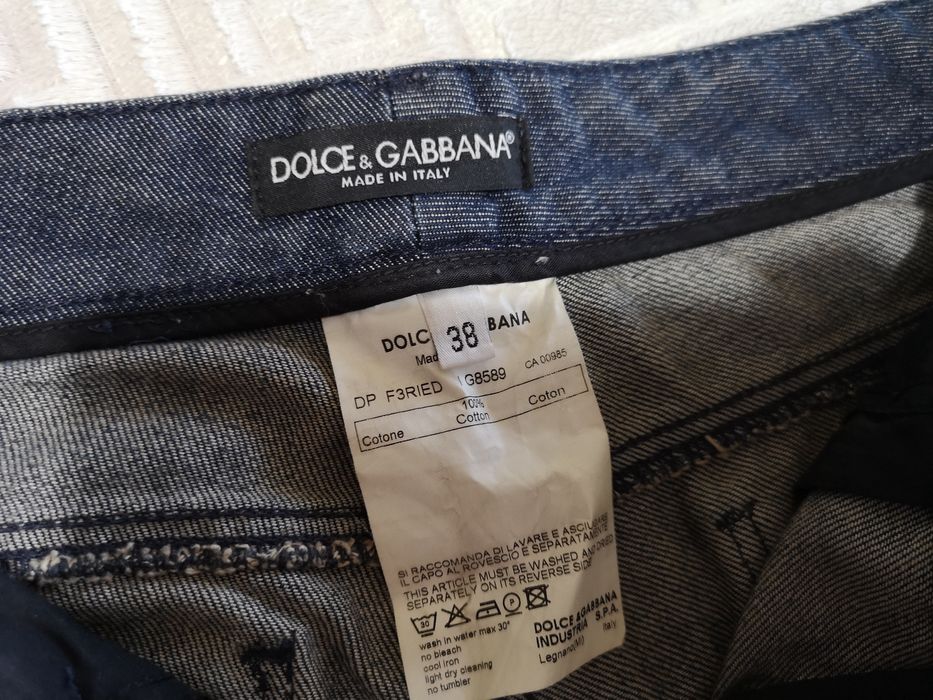 DOLCE & GABBANA®
MADE IN ITALY
38
DOLC BANA
Mad
DP F3RIED G8589 CA 00985
100%
Cotone Cotton Coton
SI RACCOMANDA DI LAVARE E ASCIUGARE
IL CAPO AL ROVESCIO E SEPARATAMENTE
THIS ARTICLE MUST BE WASHED AND DRIED
SEPARATELY ON ITS REVERSE SIDE
30 P
wash in water max 30°
no bleach
cool iron
light dry cleaning
no tumbler
DOLCE & GABBANA
INDUSTRIA S.P.A.
Legnano(Mi) Italy